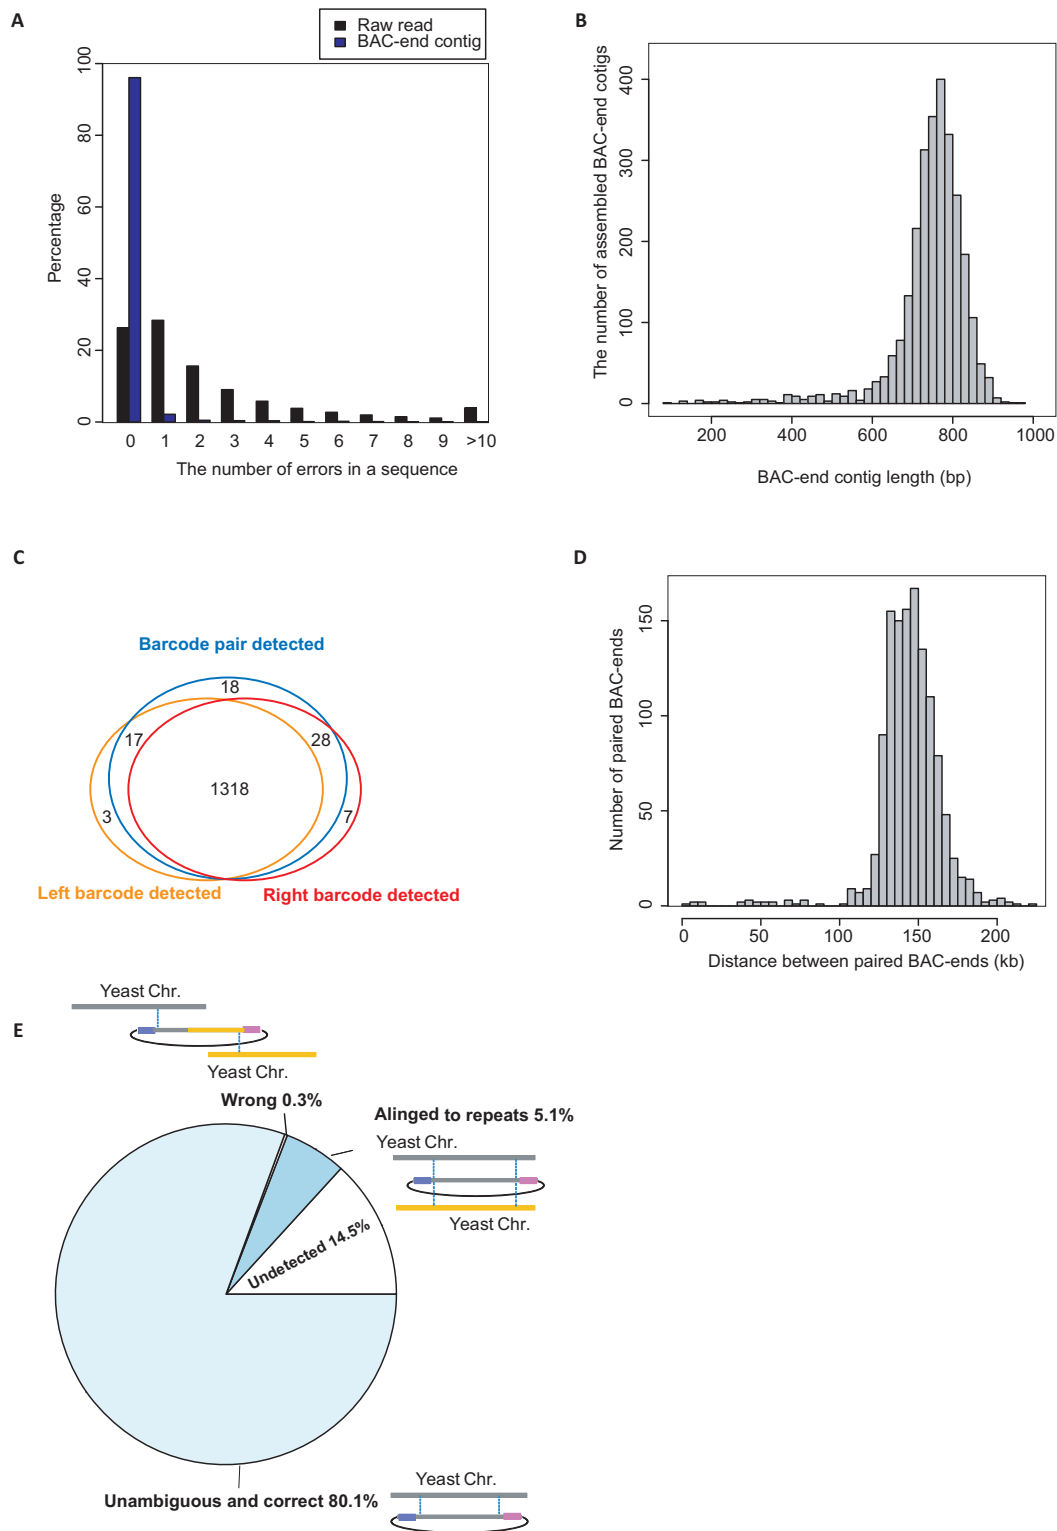 A
Raw read
BAC-end contig
Percentage
0
20
40
60
80
100
0 1 2 3 4 5 6 7 8 9 >10
The number of errors in a sequence
B
The number of assembled BAC-end cotigs
0
100
200
300
400
200 400 600 800 1000
BAC-end contig length (bp)
C
Barcode pair detected
18
17
28
1318
3
7
Left barcode detected
Right barcode detected
D
Number of paired BAC-ends
0
50
100
150
0 50 100 150 200
Distance between paired BAC-ends (kb)
E
Yeast Chr.
Yeast Chr.
Wrong 0.3%
Alinged to repeats 5.1%
Yeast Chr.
Yeast Chr.
Undetected 14.5%
Unambiguous and correct 80.1%
Yeast Chr.